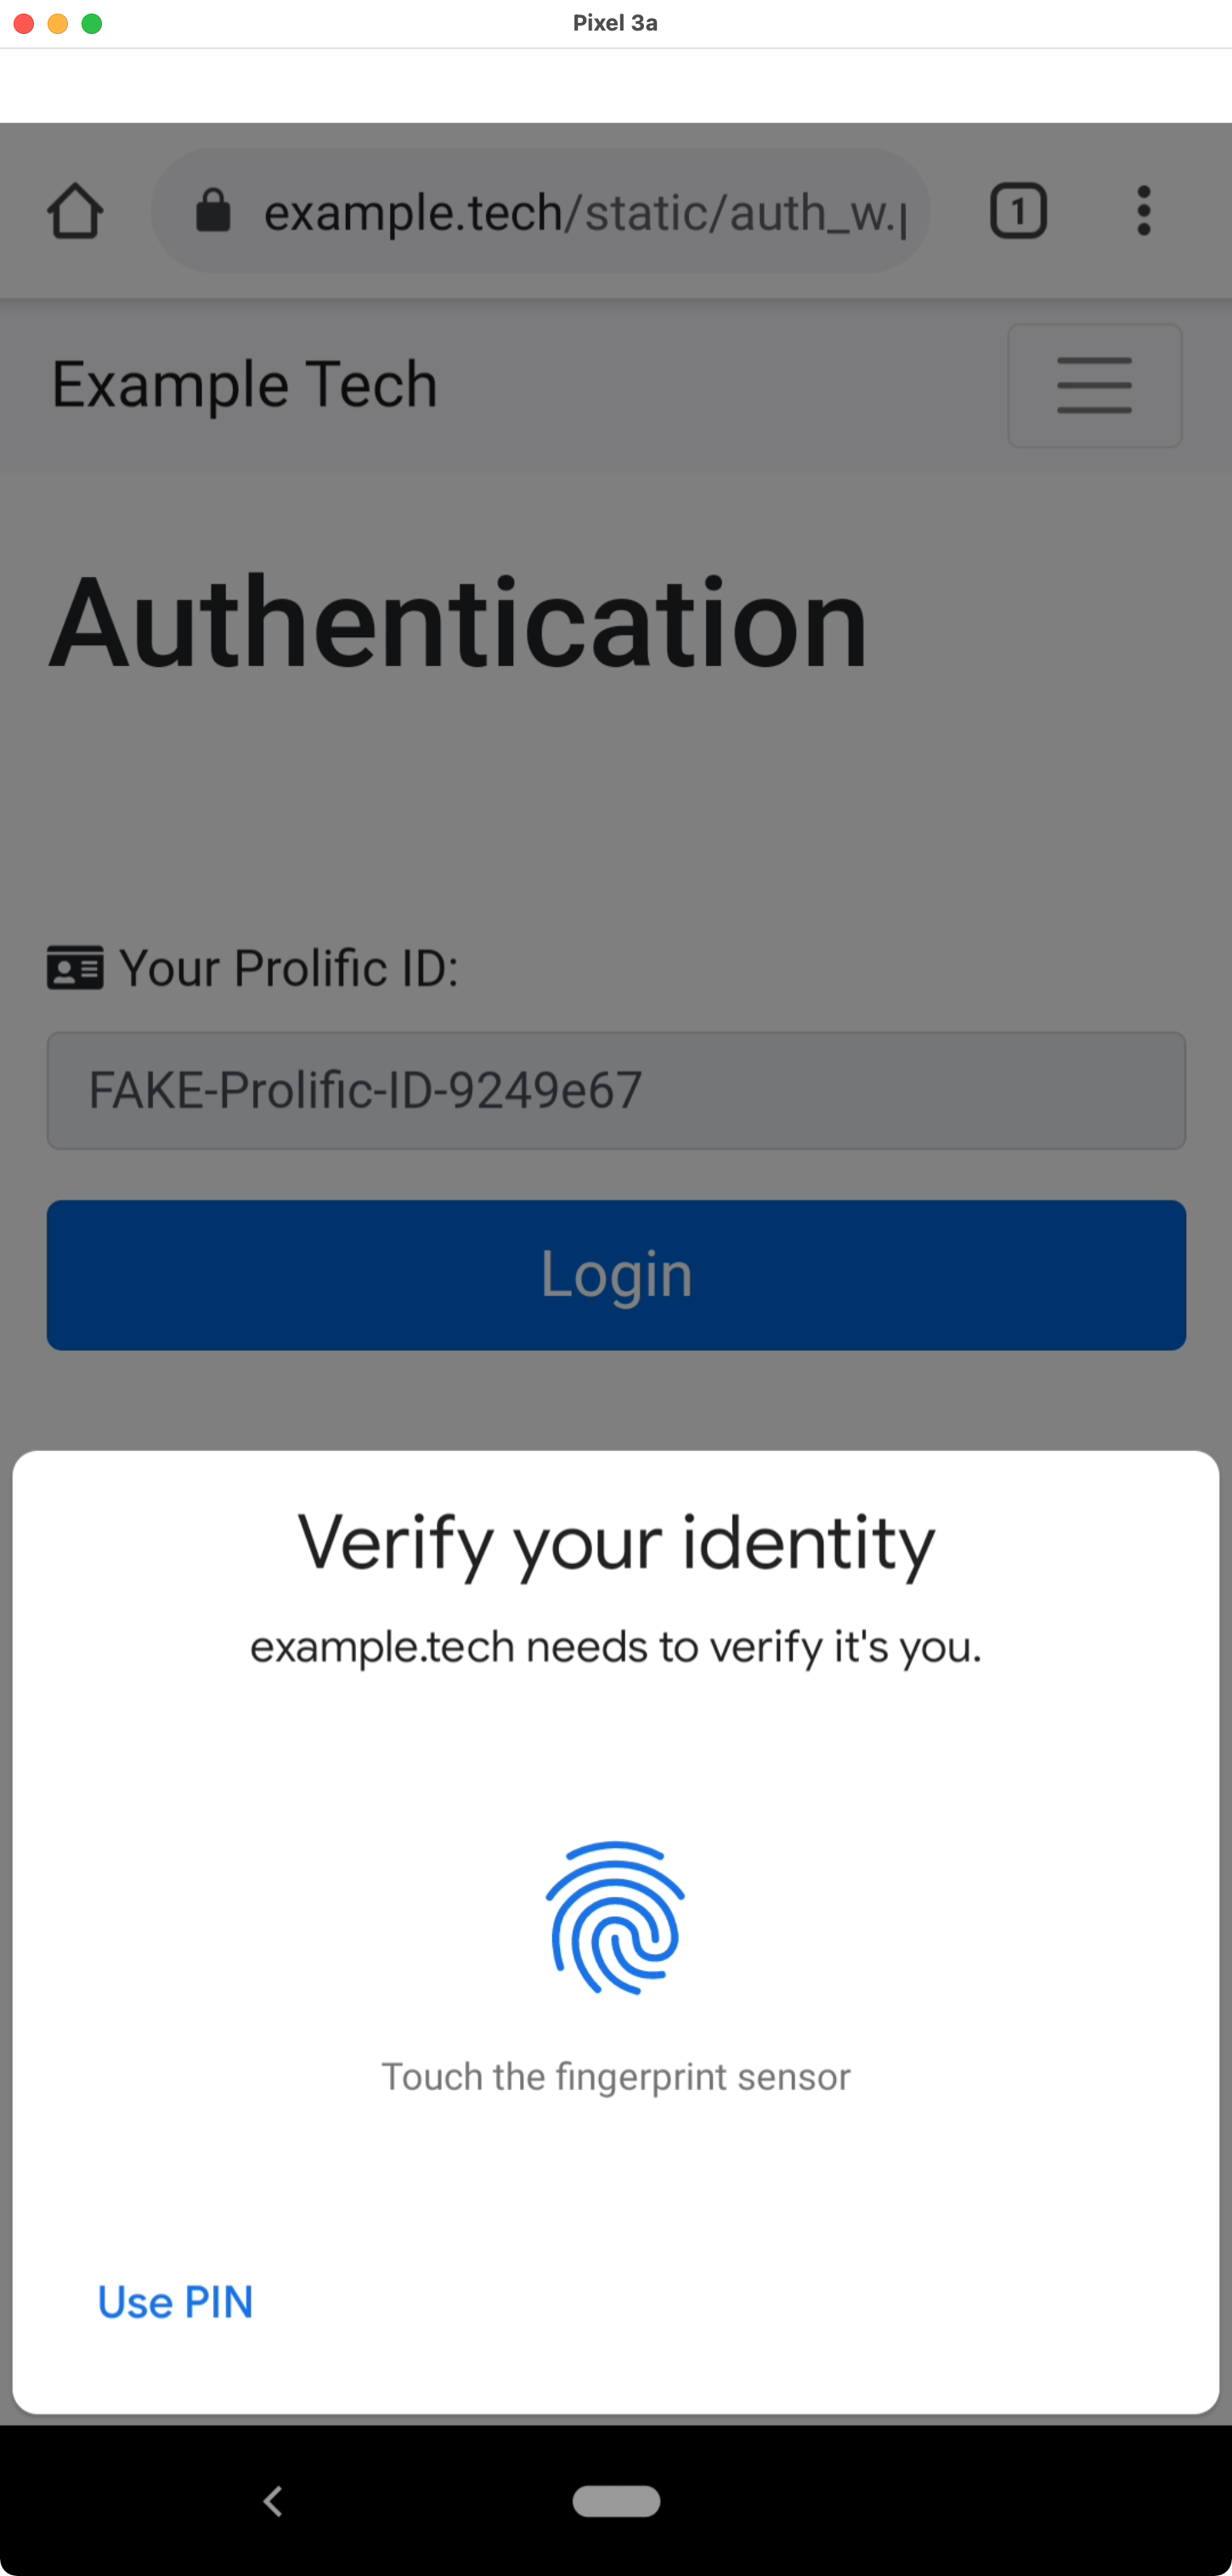 Pixel 3a
example.tech/static/auth_w.p
1
Example Tech
Authentication
Your Prolific ID:
FAKE-Prolific-ID-9249e67
Login
Verify your identity
example.tech needs to verify it's you.
Touch the fingerprint sensor
Use PIN